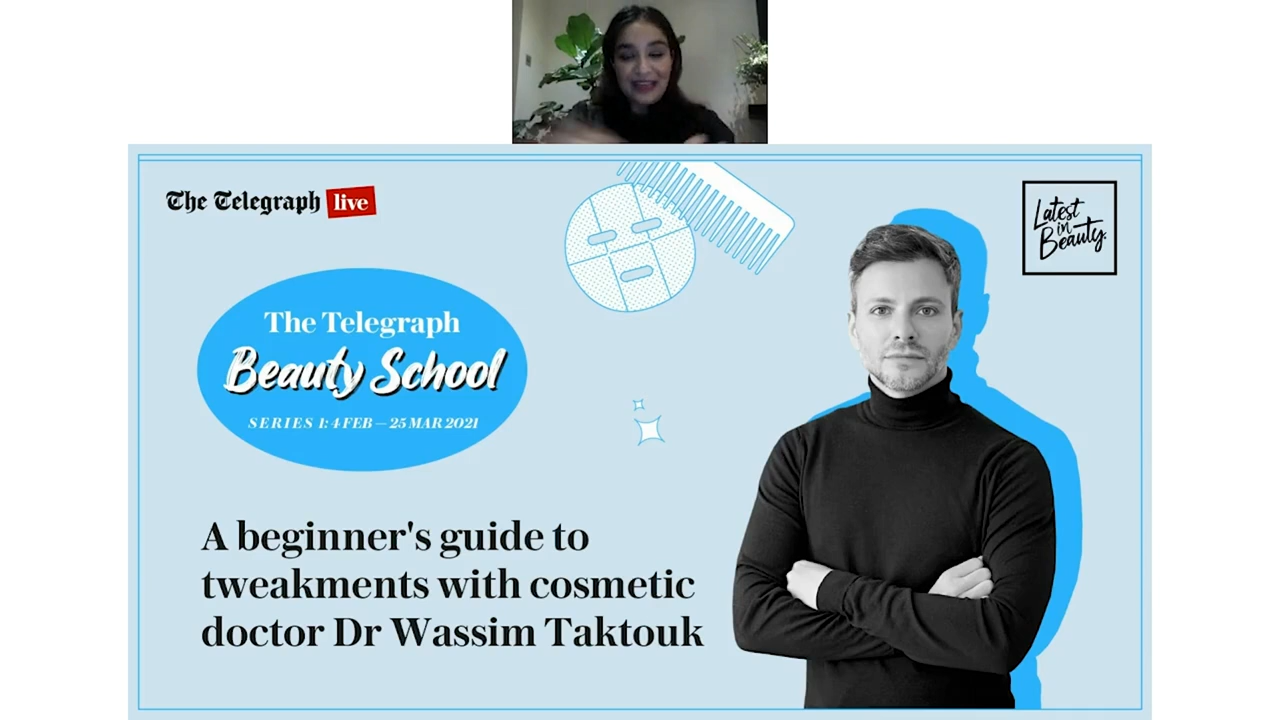 The Telegraph live
Latest
in
Beauty.
The Telegraph
Beauty School
SERIES 1: 4 FEB — 25 MAR 2021
A beginner's guide to
tweakments with cosmetic
doctor Dr Wassim Taktouk